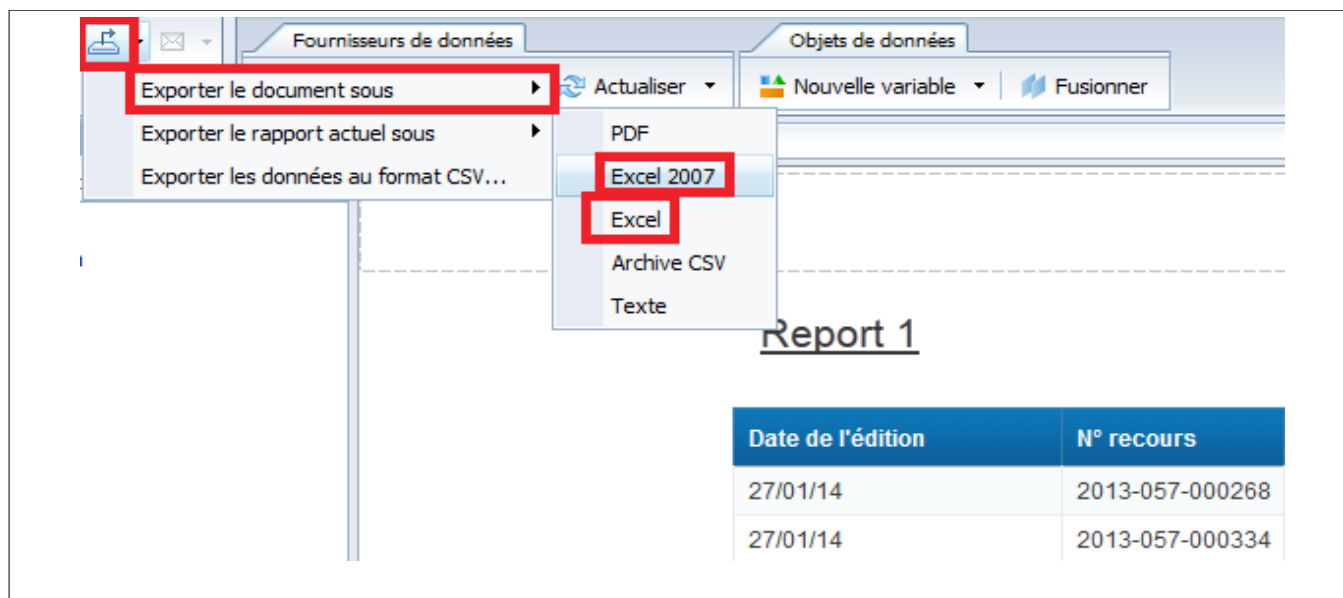 Fournisseurs de données
Objets de données
Exporter le document sous
Actualiser
Nouvelle variable
Fusionner
Exporter le rapport actuel sous
PDF
Exporter les données au format CSV...
Excel 2007
Excel
Archive CSV
Texte
Report 1
Date de l'édition
N° recours
27/01/14
2013-057-000268
27/01/14
2013-057-000334